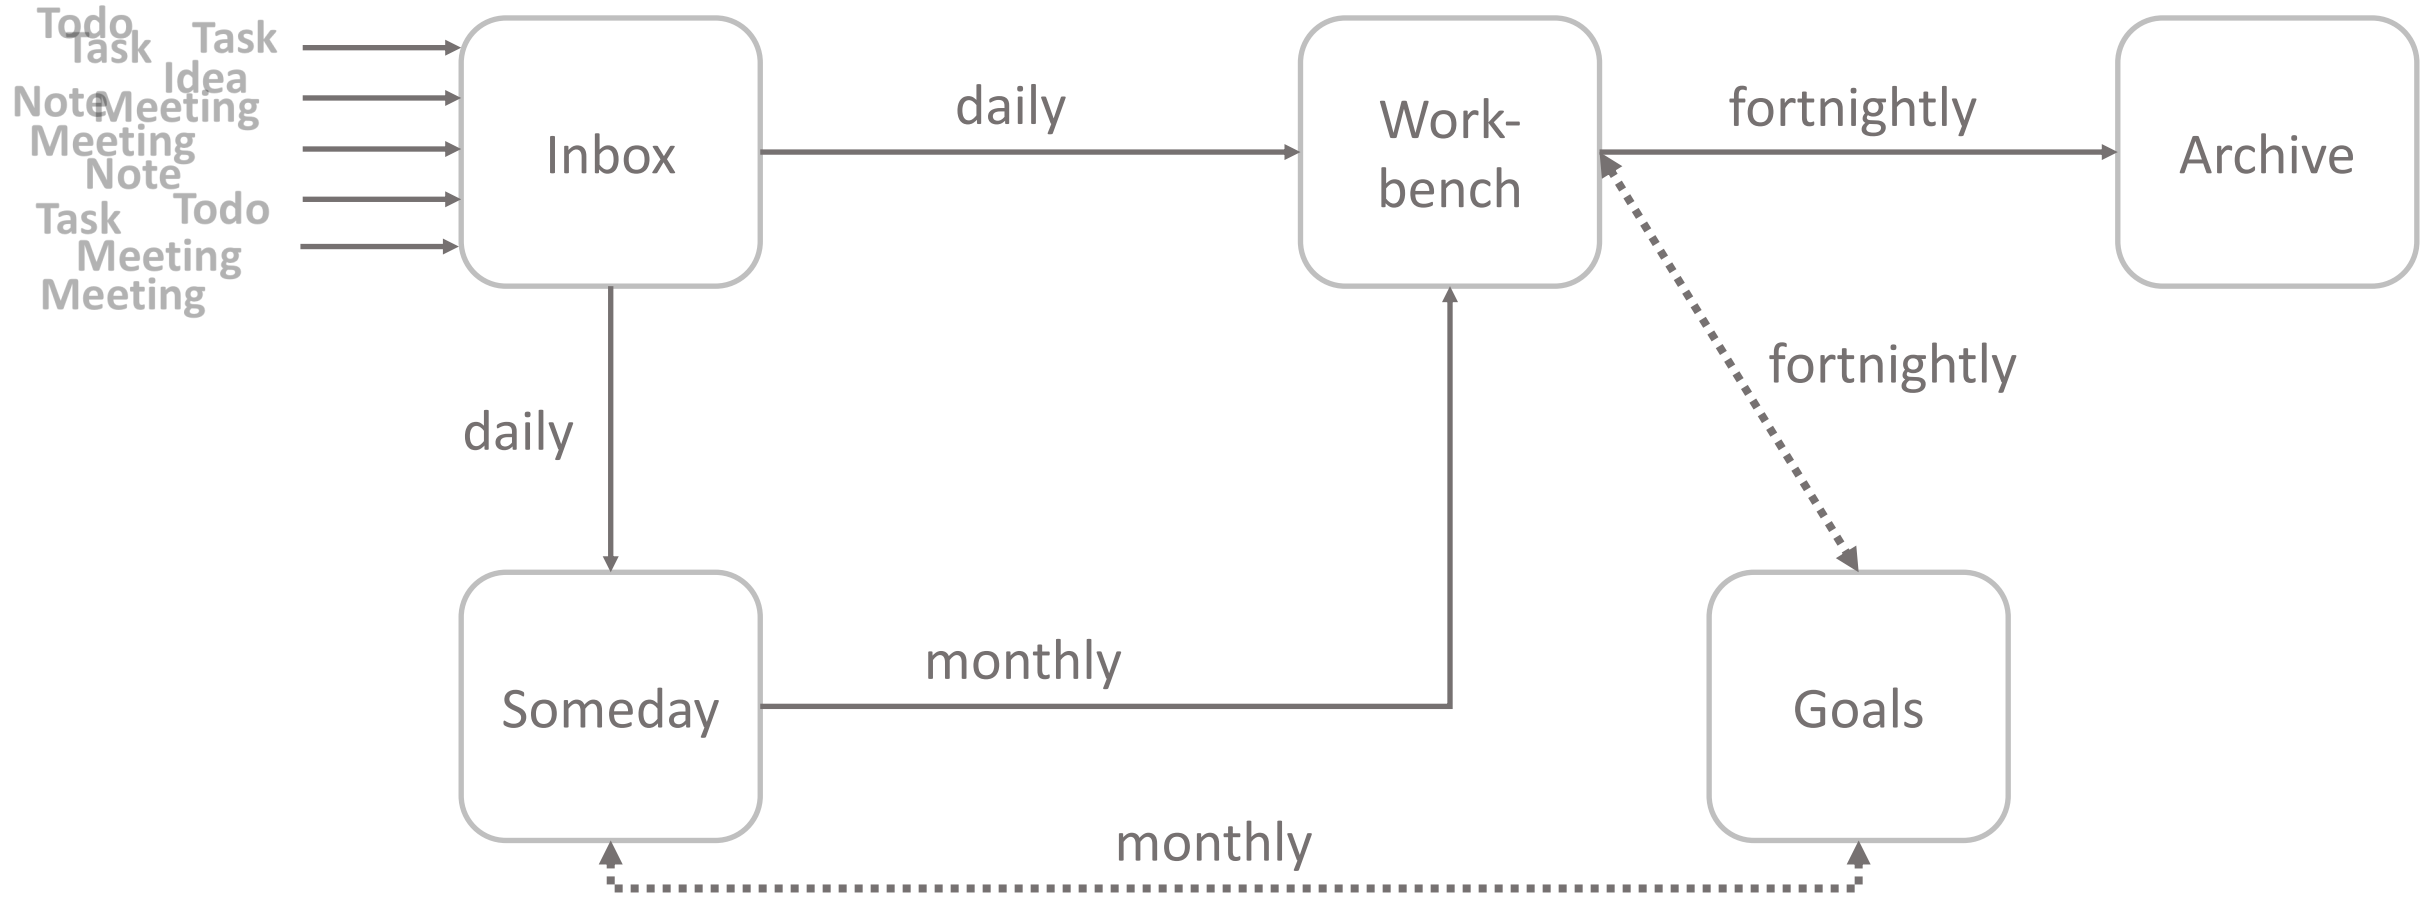 Todo
Task
Task
Idea
Note
Meeting
Meeting
Note
Task
Todo
Meeting
Meeting
Inbox
daily
Work-
bench
fortnightly
Archive
daily
fortnightly
Someday
monthly
Goals
monthly